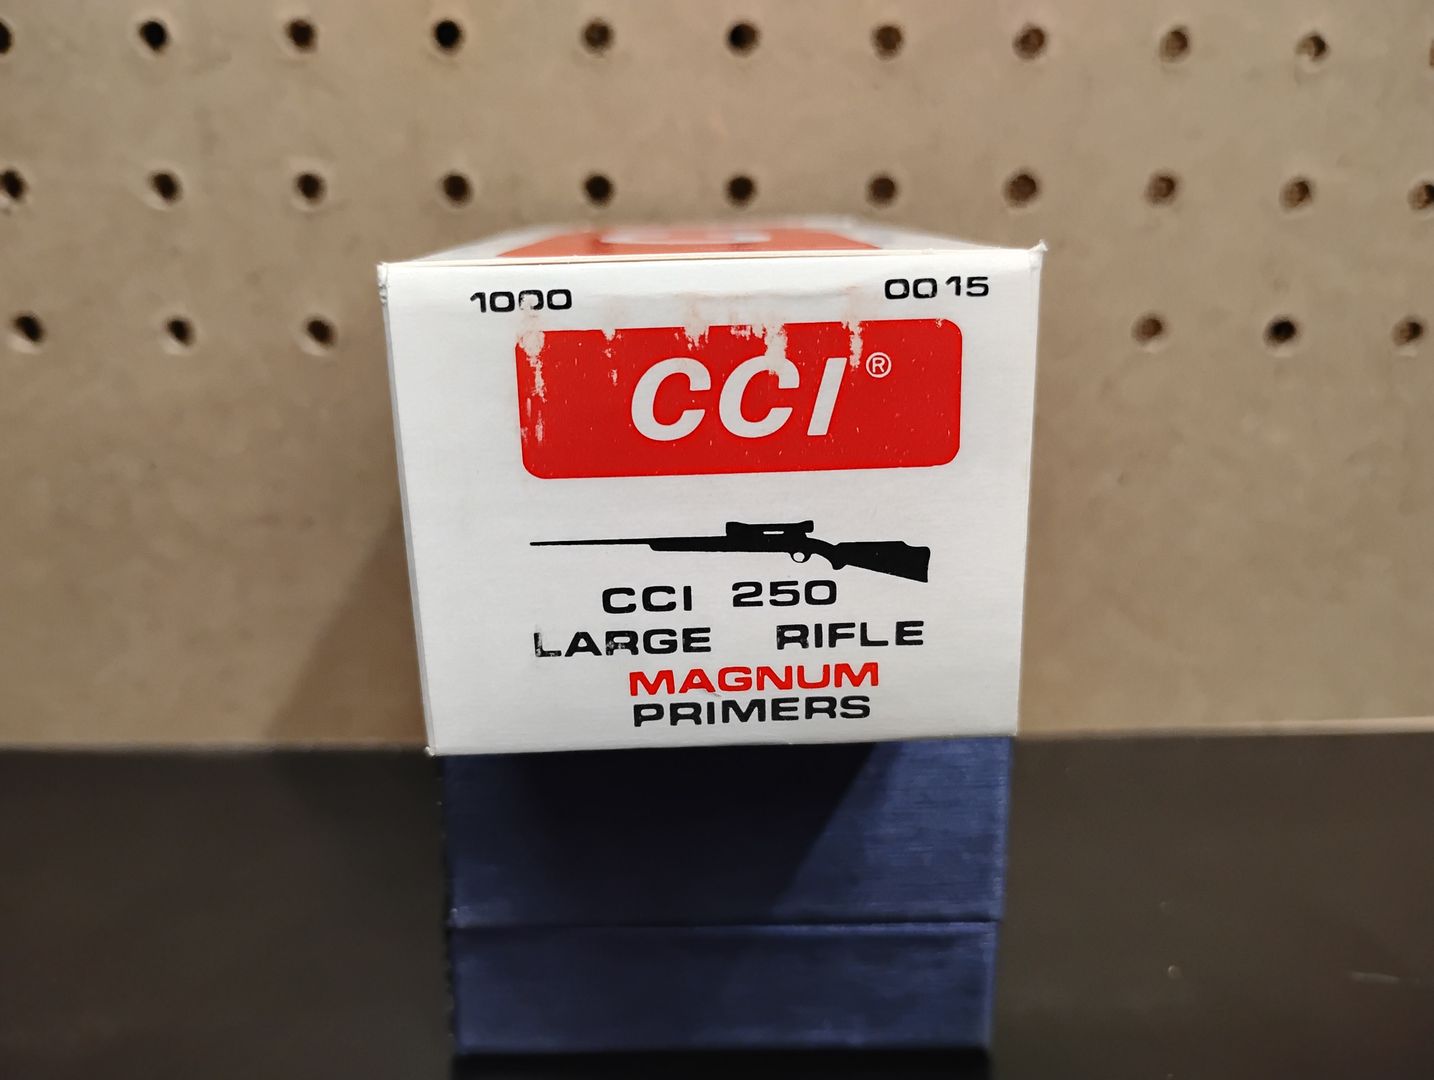 1000 0015
CCI®
CCI 250
LARGE RIFLE
MAGNUM
PRIMERS